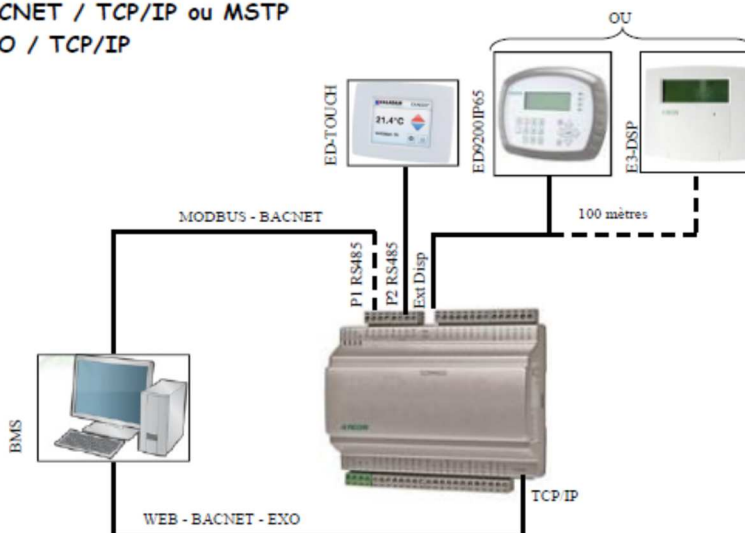 CNET / TCP/IP ou MSTP
O / TCP/IP
OU
ED-TOUCH
21.4°C
ED9200IP65
E3-DSP
100 mètres
MODBUS - BACNET
P1 RS485
P2 RS485
Ext Disp
BMS
TCP/IP
WEB - BACNET - EXO